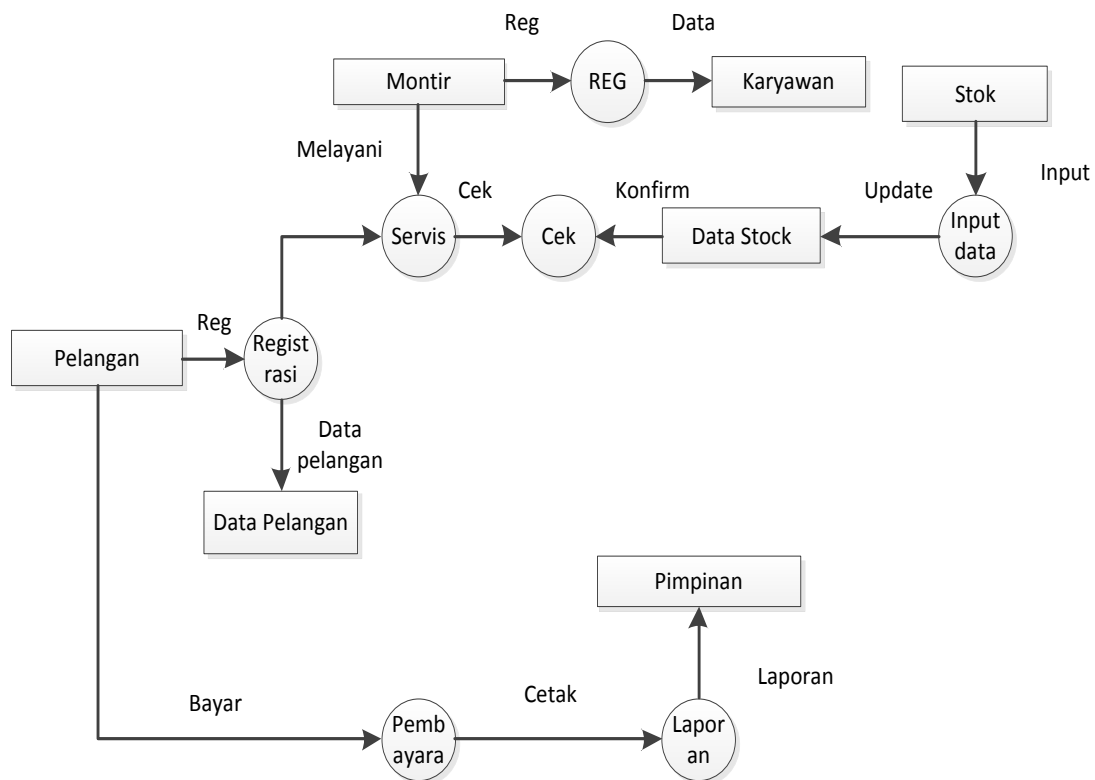 Reg
Data
Montir
REG
Karyawan
Stok
Melayani
Input
Cek
Konfirm
Update
Servis
Cek
Data Stock
Input
data
Reg
Pelangan
Regist
rasi
Data
pelangan
Data Pelangan
Pimpinan
Laporan
Bayar
Cetak
Pemb
ayara
Lapor
an